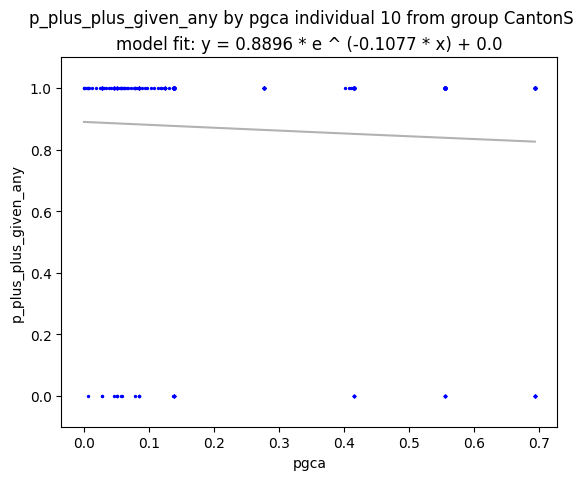 p_plus_plus_given_any by pgca individual 10 from group CantonS
model fit: y = 0.8896 * e ^ (-0.1077 * x) + 0.0
1.0
0.8
0.6
0.4
0.2
0.0
p_plus_plus_given_any
0.0 0.1 0.2 0.3 0.4 0.5 0.6 0.7
pgca